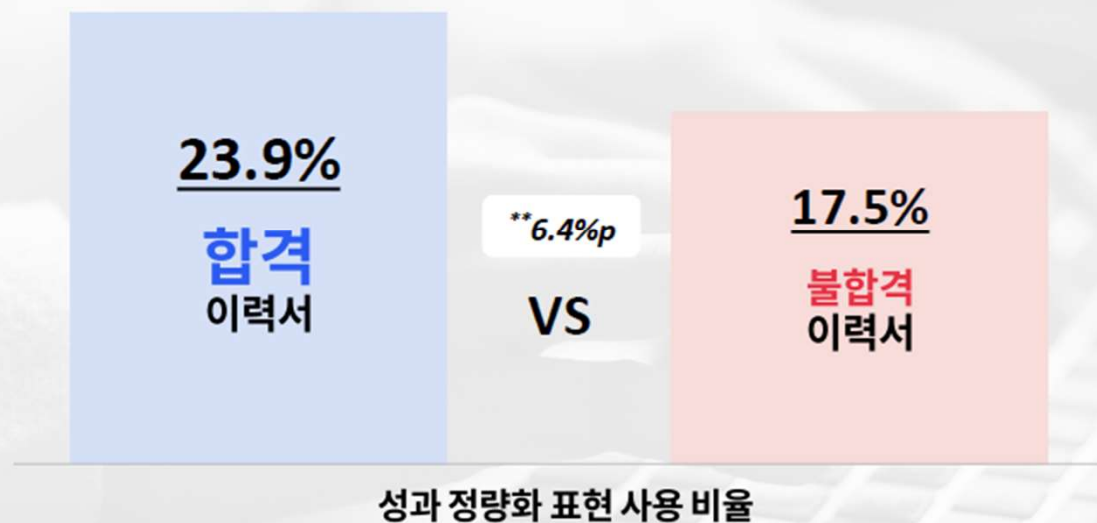 23.9%
합격
이력서
**6.4%p
VS
17.5%
불합격
이력서
성과 정량화 표현 사용 비율